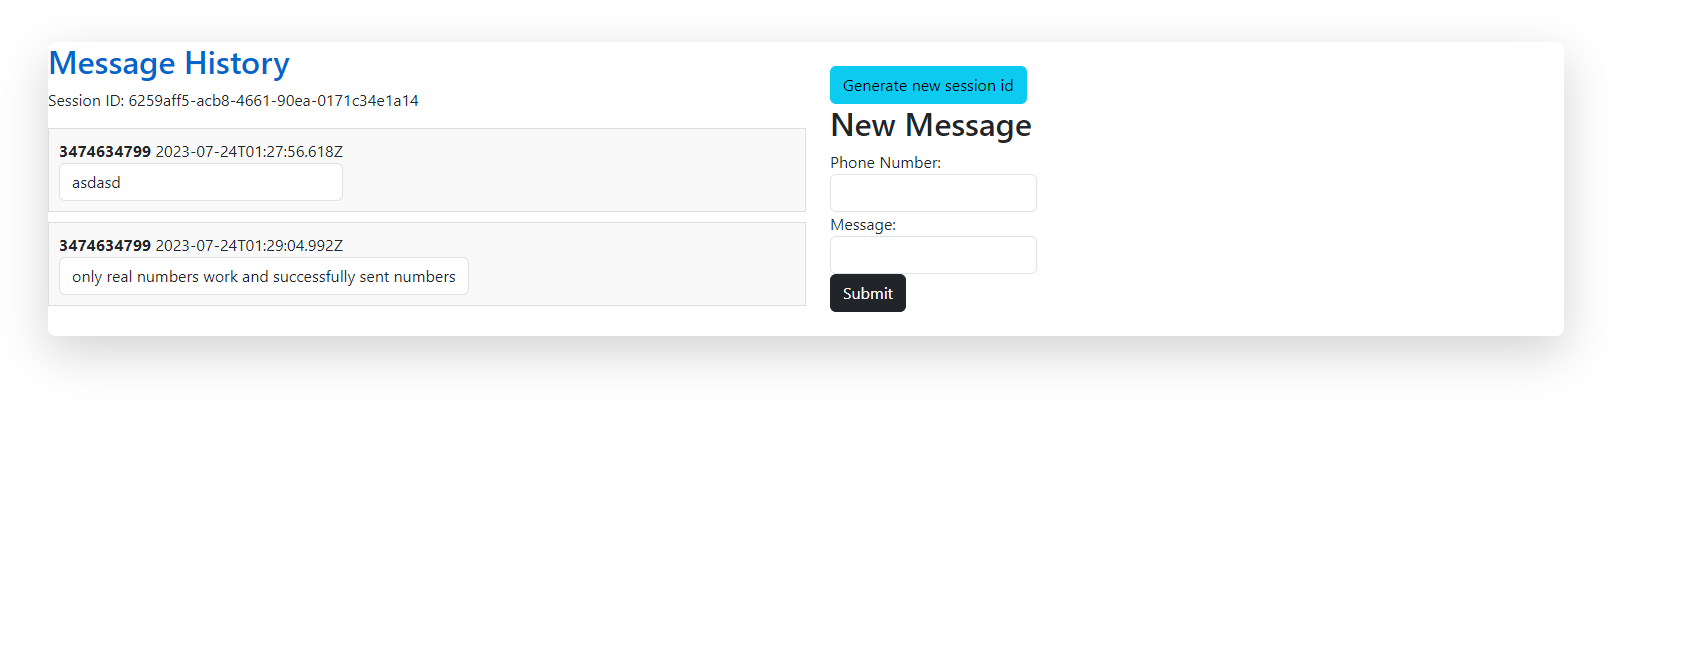 Message History
Session ID: 6259aff5-acb8-4661-90ea-0171c34e1a14
3474634799 2023-07-24T01:27:56.618Z
asdasd
3474634799 2023-07-24T01:29:04.992Z
only real numbers work and successfully sent numbers
Generate new session id
New Message
Phone Number:
Message:
Submit